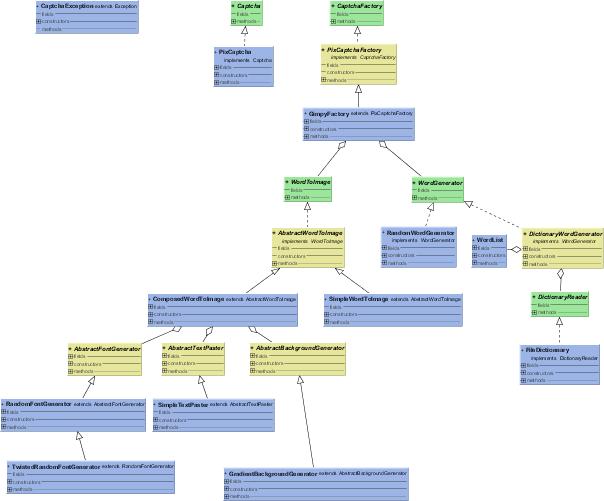 CaptchaException extends Exception
fields
constructors
methods
Captcha
fields
methods
CaptchaFactory
fields
methods
PixCaptcha
implements Captcha
fields
constructors
methods
PixCaptchaFactory
implements CaptchaFactory
fields
constructors
methods
GimpyFactory extends PixCaptchaFactory
fields
constructors
methods
WordToImage
fields
methods
WordGenerator
fields
methods
AbstractWordToImage
implements WordToImage
fields
constructors
methods
RandomWordGenerator
implements WordGenerator
fields
constructors
methods
WordList
fields
constructors
methods
DictionaryWordGenerator
implements WordGenerator
fields
constructors
methods
ComposedWordToImage extends AbstractWordToImage
fields
constructors
methods
SimpleWordToImage extends AbstractWordToImage
fields
constructors
methods
DictionaryReader
fields
methods
AbstractFontGenerator
fields
constructors
methods
AbstractTextPaster
fields
constructors
methods
AbstractBackgroundGenerator
fields
constructors
methods
FileDictionnary
implements DictionaryReader
fields
constructors
methods
RandomFontGenerator extends AbstractFontGenerator
fields
constructors
methods
SimpleTextPaster extends AbstractTextPaster
fields
constructors
methods
TwistedRandomFontGenerator extends RandomFontGenerator
fields
constructors
methods
GradientBackgroundGenerator extends AbstractBackgroundGenerator
fields
constructors
methods